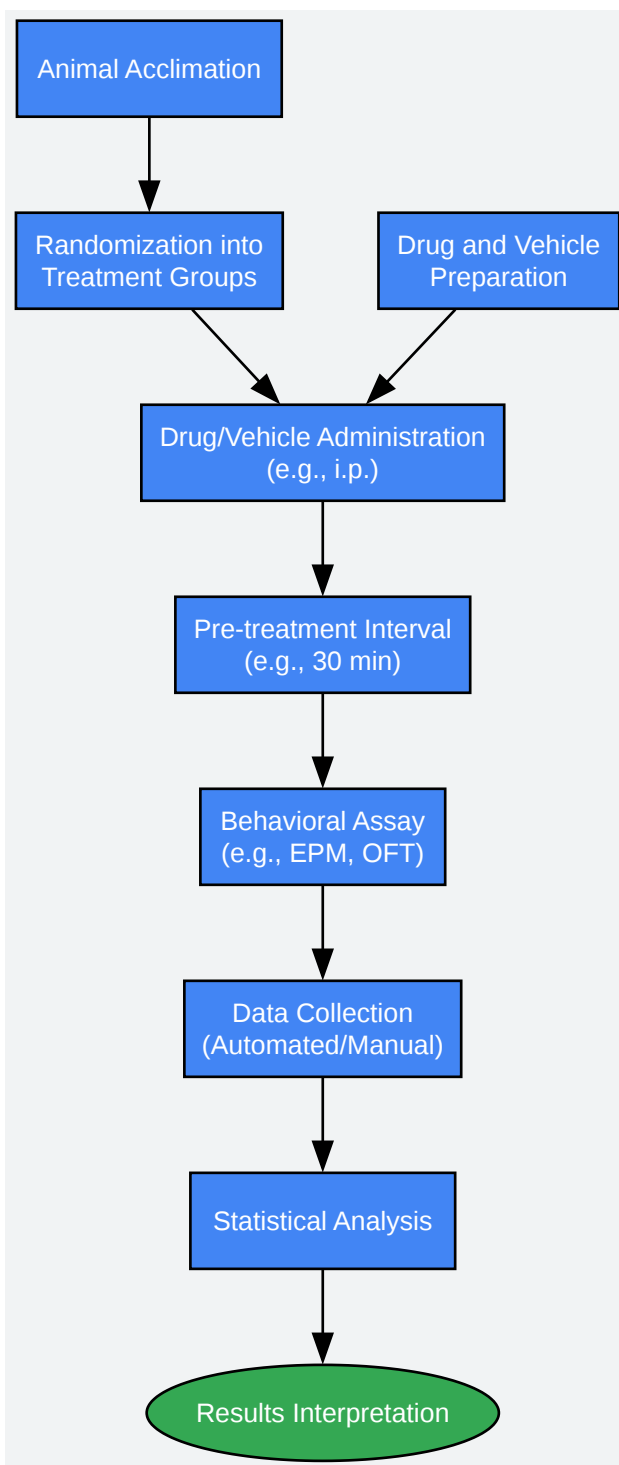 Animal Acclimation
Randomization into
Treatment Groups
Drug and Vehicle
Preparation
Drug/Vehicle Administration
(e.g., i.p.)
Pre-treatment Interval
(e.g., 30 min)
Behavioral Assay
(e.g., EPM, OFT)
Data Collection
(Automated/Manual)
Statistical Analysis
Results Interpretation